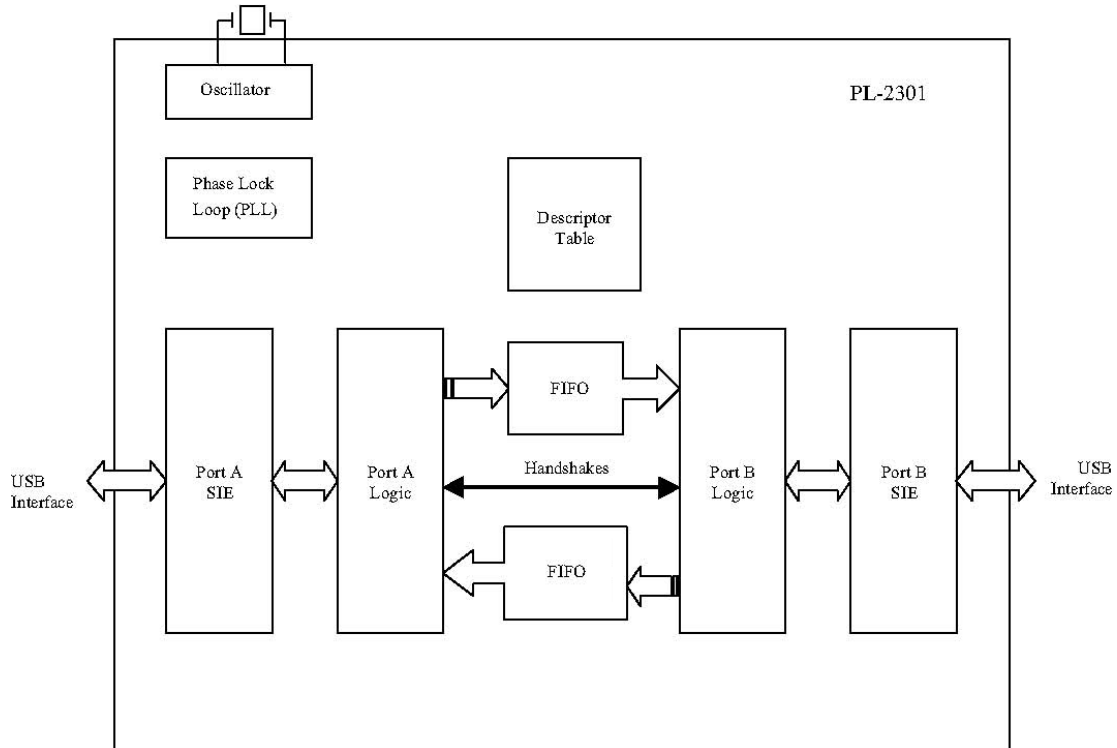 Oscillator
PL-2301
Phase Lock
Loop (PLL)
Descriptor
Table
FIFO
USB
Interface
Port A
SIE
Port A
Logic
Handshakes
Port B
Logic
Port B
SIE
USB
Interface
FIFO